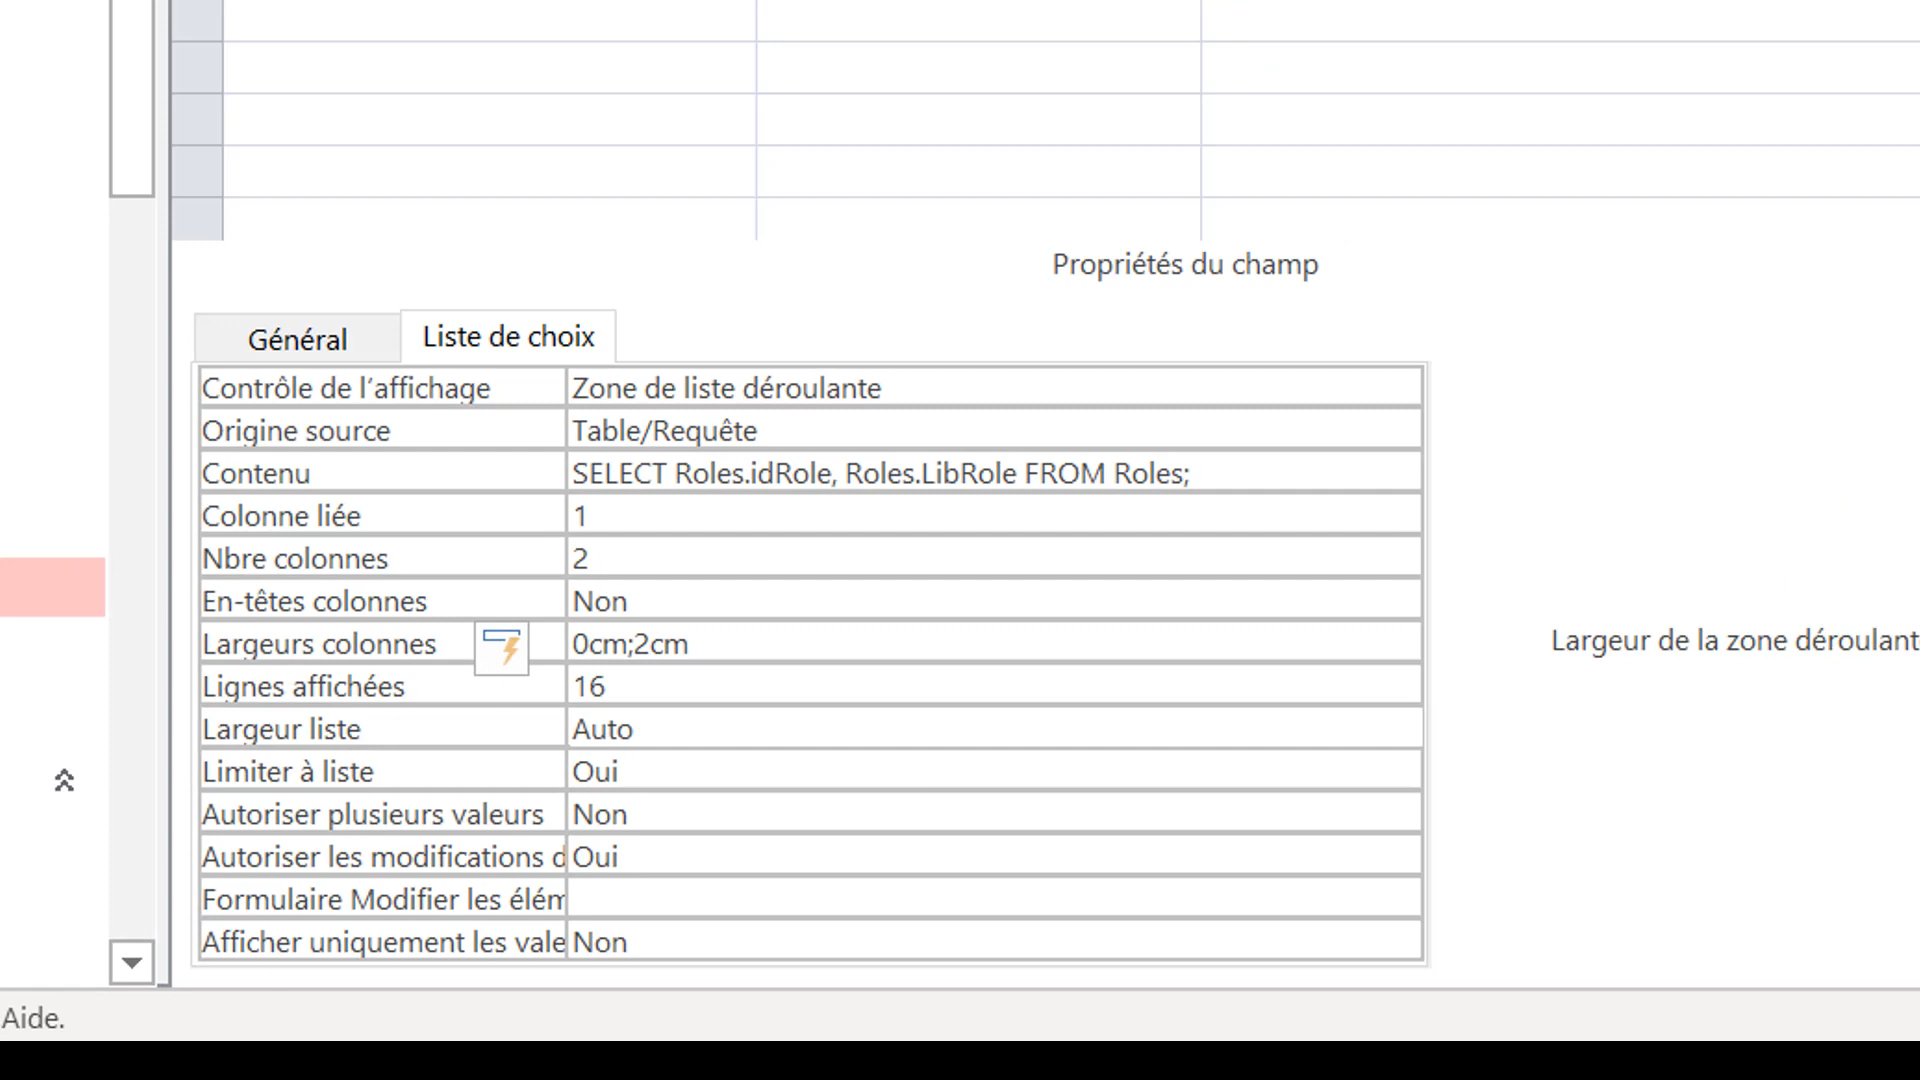 Propriétés du champ
Général
Liste de choix
Contrôle de l'affichage Zone de liste déroulante
Origine source Table/Requête
Contenu SELECT Roles.idRole, Roles.LibRole FROM Roles;
Colonne liée 1
Nbre colonnes 2
En-têtes colonnes Non
Largeurs colonnes 0cm;2cm
Largeur de la zone déroulant
Lignes affichées 16
Largeur liste Auto
Limiter à liste Oui
Autoriser plusieurs valeurs Non
Autoriser les modifications d Oui
Formulaire Modifier les élém
Afficher uniquement les vale Non
Aide.